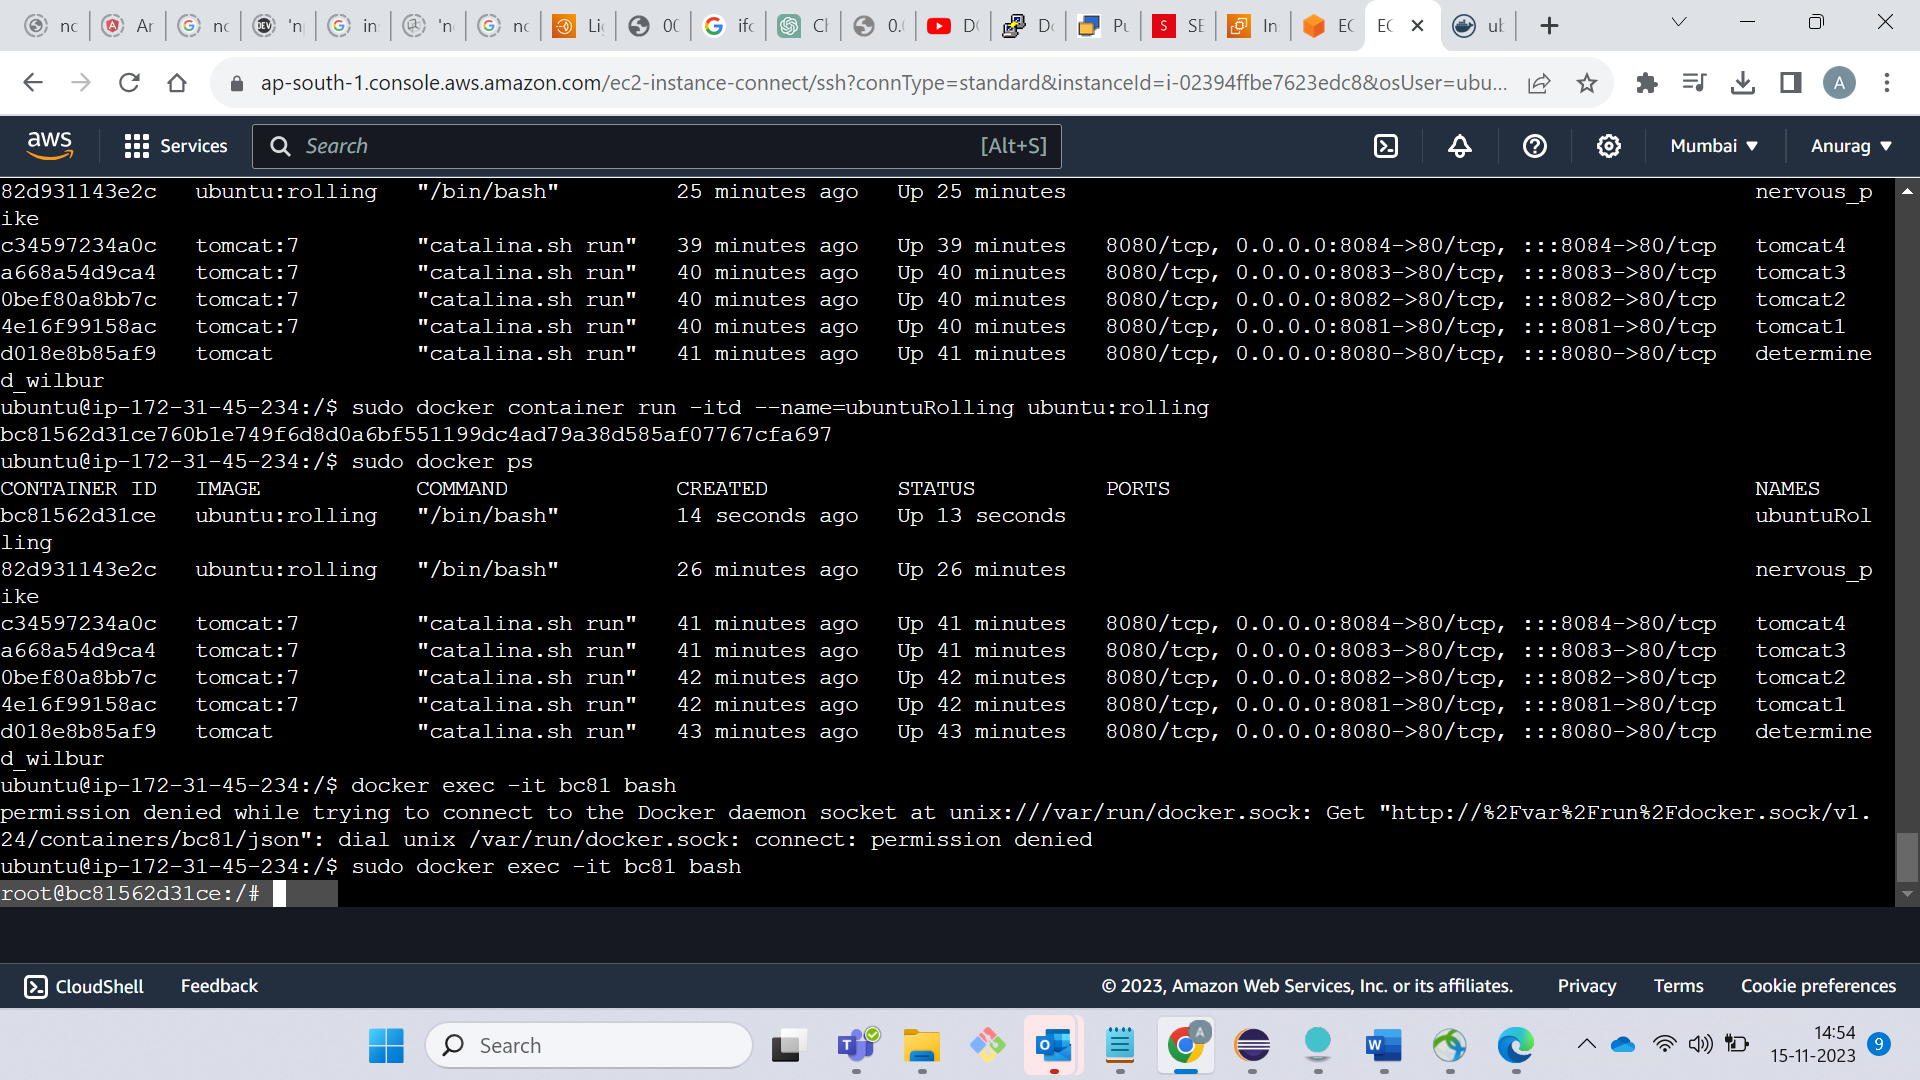 nc
Ar
nc
'n
in
'n
nc
Li
00
ifc
Ch
0.0
Do
Pu
SE
In
EC
EC
ub
ap-south-1.console.aws.amazon.com/ec2-instance-connect/ssh?connType=standard&instanceId=i-02394ffbe7623edc8&osUser=ubu...
A
aws
Services
Search
[Alt+S]
Mumbai
Anurag
82d931143e2c ubuntu:rolling "/bin/bash" 25 minutes ago Up 25 minutes nervous_p
ike
c34597234a0c tomcat:7 "catalina.sh run" 39 minutes ago Up 39 minutes 8080/tcp, 0.0.0.0:8084->80/tcp, :::8084->80/tcp tomcat4
a668a54d9ca4 tomcat:7 "catalina.sh run" 40 minutes ago Up 40 minutes 8080/tcp, 0.0.0.0:8083->80/tcp, :::8083->80/tcp tomcat3
0bef80a8bb7c tomcat:7 "catalina.sh run" 40 minutes ago Up 40 minutes 8080/tcp, 0.0.0.0:8082->80/tcp, :::8082->80/tcp tomcat2
4e16f99158ac tomcat:7 "catalina.sh run" 40 minutes ago Up 40 minutes 8080/tcp, 0.0.0.0:8081->80/tcp, :::8081->80/tcp tomcat1
d018e8b85af9 tomcat "catalina.sh run" 41 minutes ago Up 41 minutes 8080/tcp, 0.0.0.0:8080->80/tcp, :::8080->80/tcp determine
d_wilbur
ubuntu@ip-172-31-45-234:/$ sudo docker container run -itd --name=ubuntuRolling ubuntu:rolling
bc81562d31ce760b1e749f6d8d0a6bf551199dc4ad79a38d585af07767cfa697
ubuntu@ip-172-31-45-234:/$ sudo docker ps
CONTAINER ID IMAGE COMMAND CREATED STATUS PORTS NAMES
bc81562d31ce ubuntu:rolling "/bin/bash" 14 seconds ago Up 13 seconds ubuntuRol
ling
82d931143e2c ubuntu:rolling "/bin/bash" 26 minutes ago Up 26 minutes nervous_p
ike
c34597234a0c tomcat:7 "catalina.sh run" 41 minutes ago Up 41 minutes 8080/tcp, 0.0.0.0:8084->80/tcp, :::8084->80/tcp tomcat4
a668a54d9ca4 tomcat:7 "catalina.sh run" 41 minutes ago Up 41 minutes 8080/tcp, 0.0.0.0:8083->80/tcp, :::8083->80/tcp tomcat3
0bef80a8bb7c tomcat:7 "catalina.sh run" 42 minutes ago Up 42 minutes 8080/tcp, 0.0.0.0:8082->80/tcp, :::8082->80/tcp tomcat2
4e16f99158ac tomcat:7 "catalina.sh run" 42 minutes ago Up 42 minutes 8080/tcp, 0.0.0.0:8081->80/tcp, :::8081->80/tcp tomcat1
d018e8b85af9 tomcat "catalina.sh run" 43 minutes ago Up 43 minutes 8080/tcp, 0.0.0.0:8080->80/tcp, :::8080->80/tcp determine
d_wilbur
ubuntu@ip-172-31-45-234:/$ docker exec -it bc81 bash
permission denied while trying to connect to the Docker daemon socket at unix:///var/run/docker.sock: Get "http://%2Fvar%2Frun%2Fdocker.sock/v1.
24/containers/bc81/json": dial unix /var/run/docker.sock: connect: permission denied
ubuntu@ip-172-31-45-234:/$ sudo docker exec -it bc81 bash
root@bc81562d31ce:/#
CloudShell
Feedback
© 2023, Amazon Web Services, Inc. or its affiliates.
Privacy
Terms
Cookie preferences
Search
14:54
15-11-2023
9